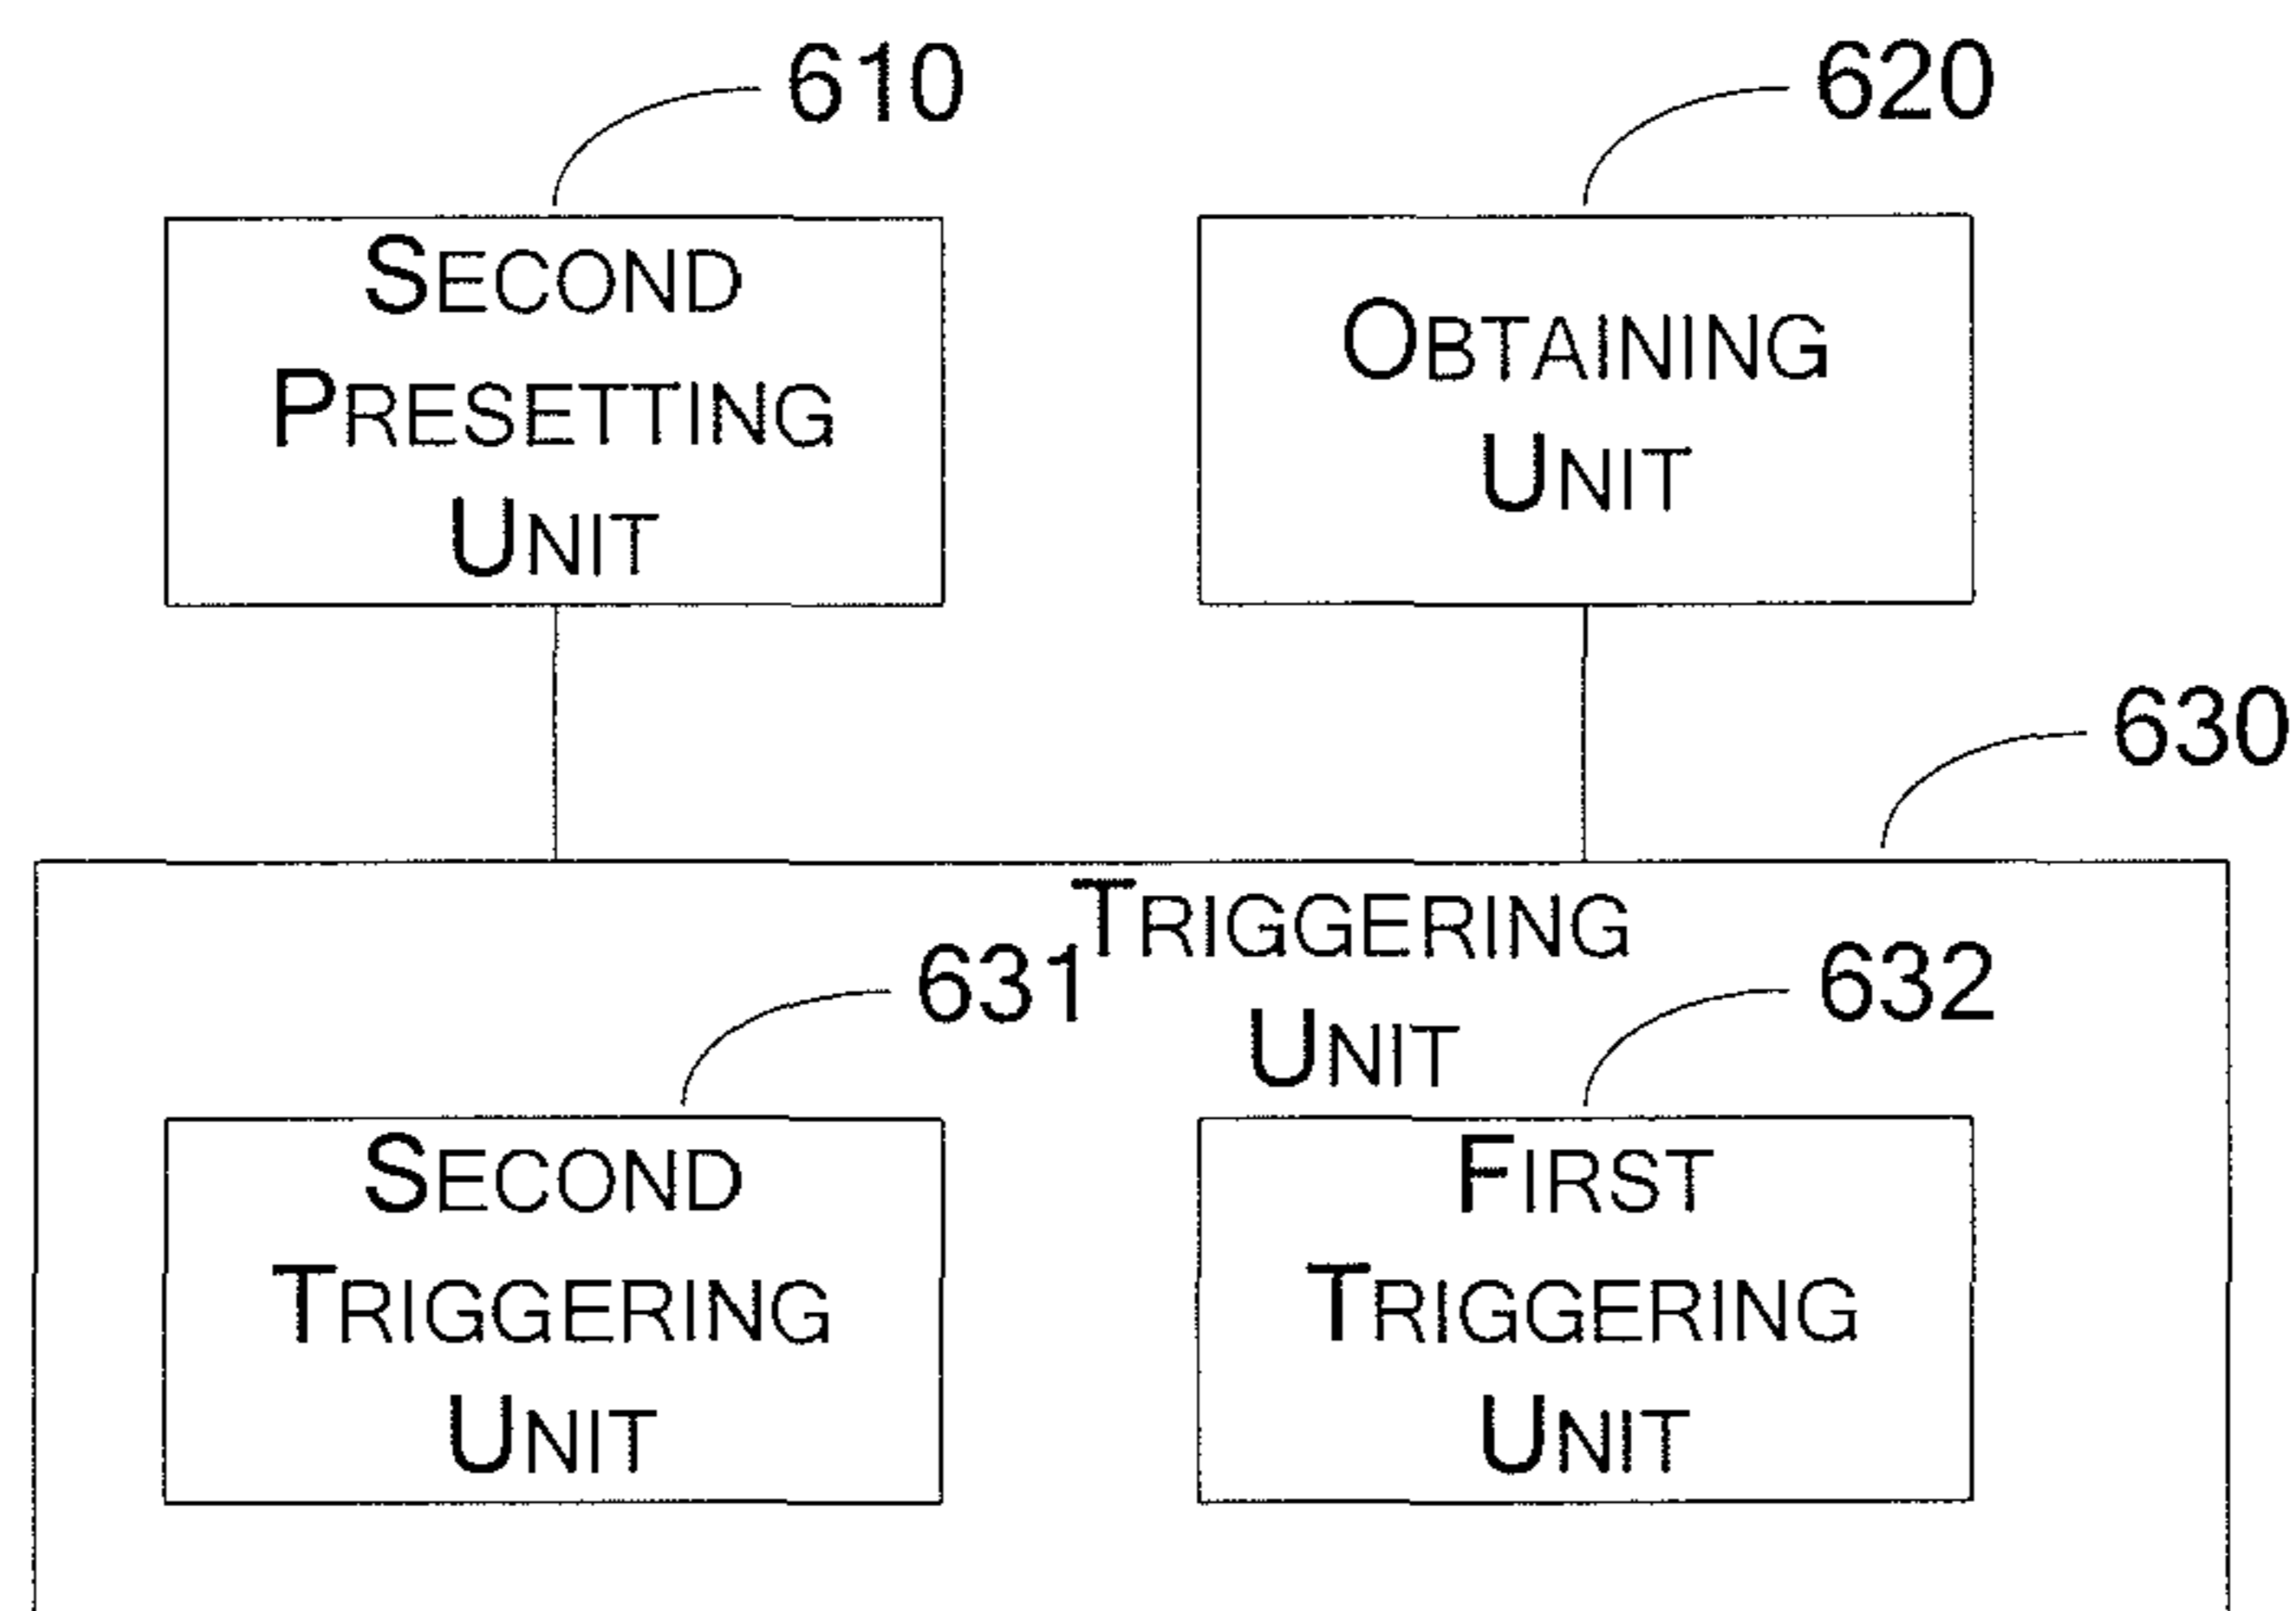 610
620
SECOND
PRESETTING
UNIT
OBTAINING
UNIT
630
TRIGGERING
UNIT
631
632
SECOND
TRIGGERING
UNIT
FIRST
TRIGGERING
UNIT